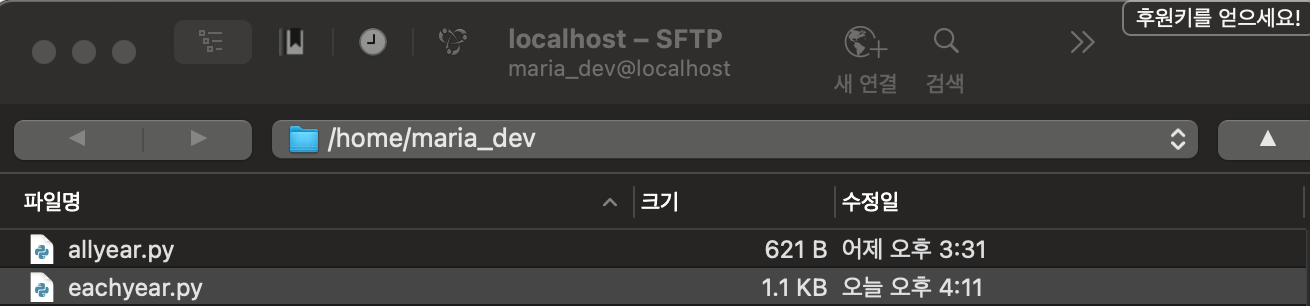 후원키를 얻으세요!
localhost – SFTP
maria_dev@localhost
새 연결
검색
/home/maria_dev
파일명 크기 수정일
allyear.py 621 B 어제 오후 3:31
eachyear.py 1.1 KB 오늘 오후 4:11